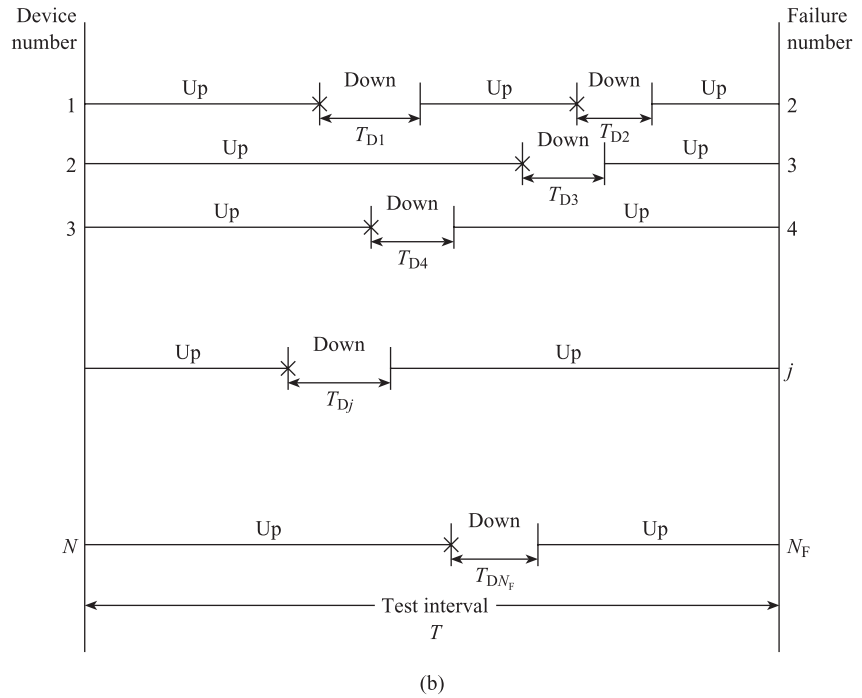 Device number
Failure number
Up Down Up Down Up
1 2
T_D1 T_D2
Up Down Up
2 3
T_D3
Up Down Up
3 4
T_D4
Up Down Up
j
T_Dj
Up Down Up
N N_F
T_DN_F
Test interval
T
(b)